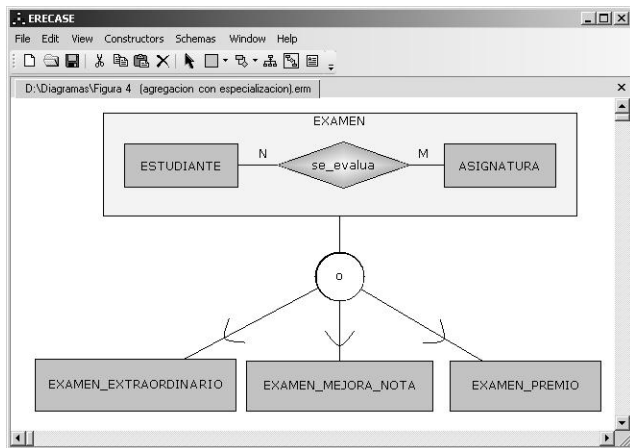 ERECASE
File Edit View Constructors Schemas Window Help
D:\Diagramas\Figura 4 (agregacion con especializacion).erm
EXAMEN
ESTUDIANTE N se_evalua M ASIGNATURA
o
EXAMEN_EXTRAORDINARIO EXAMEN_MEJORA_NOTA EXAMEN_PREMIO